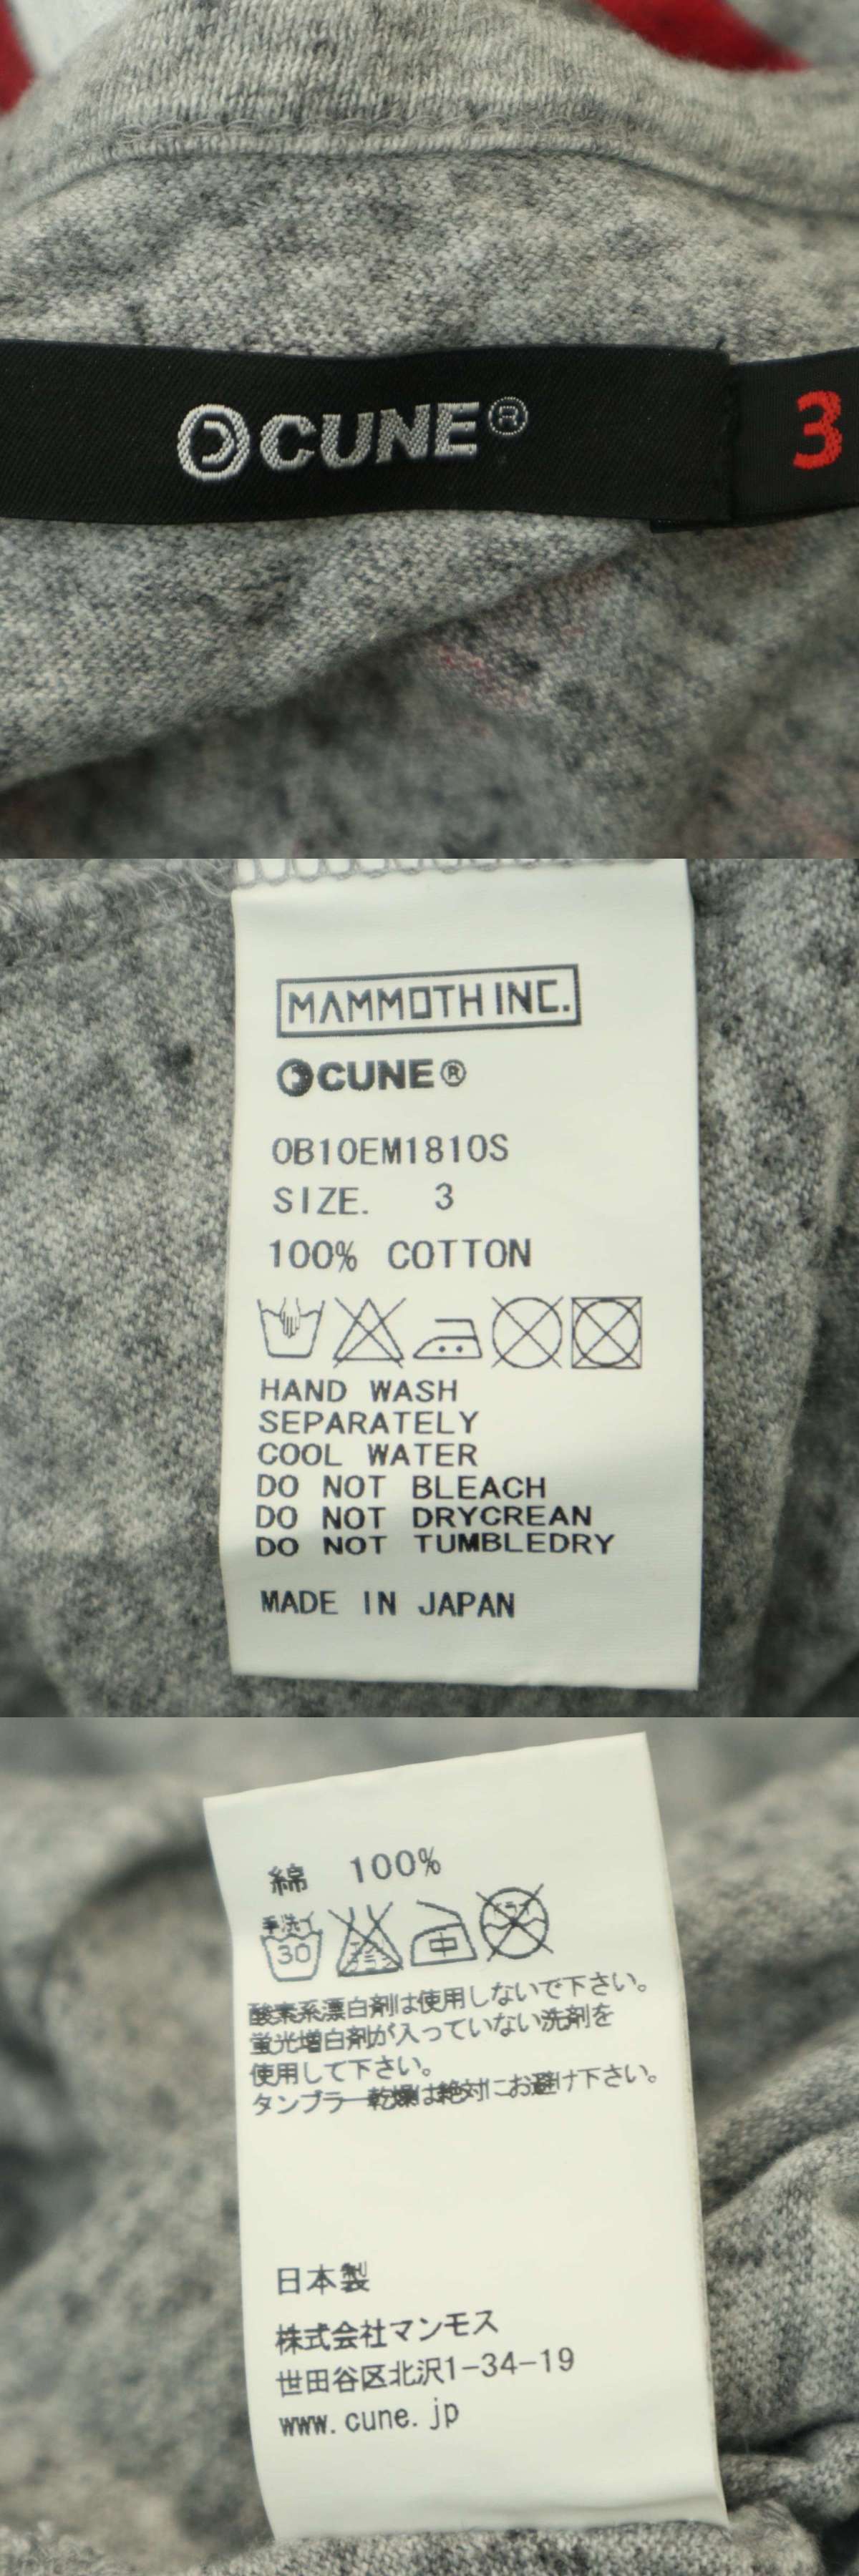 CUNE®
3
MAMMOTH INC.
CUNE®
OB10EM1810S
SIZE. 3
100% COTTON
HAND WASH
SEPARATELY
COOL WATER
DO NOT BLEACH
DO NOT DRYCREAN
DO NOT TUMBLEDRY
MADE IN JAPAN
綿 100%
手洗イ
30
中
ドライ
酸素系漂白剤は使用しないで下さい。
蛍光増白剤が入っていない洗剤を
使用して下さい。
タンブラー乾燥は絶対にお避け下さい。
日本製
株式会社マンモス
世田谷区北沢1-34-19
www.cune.jp